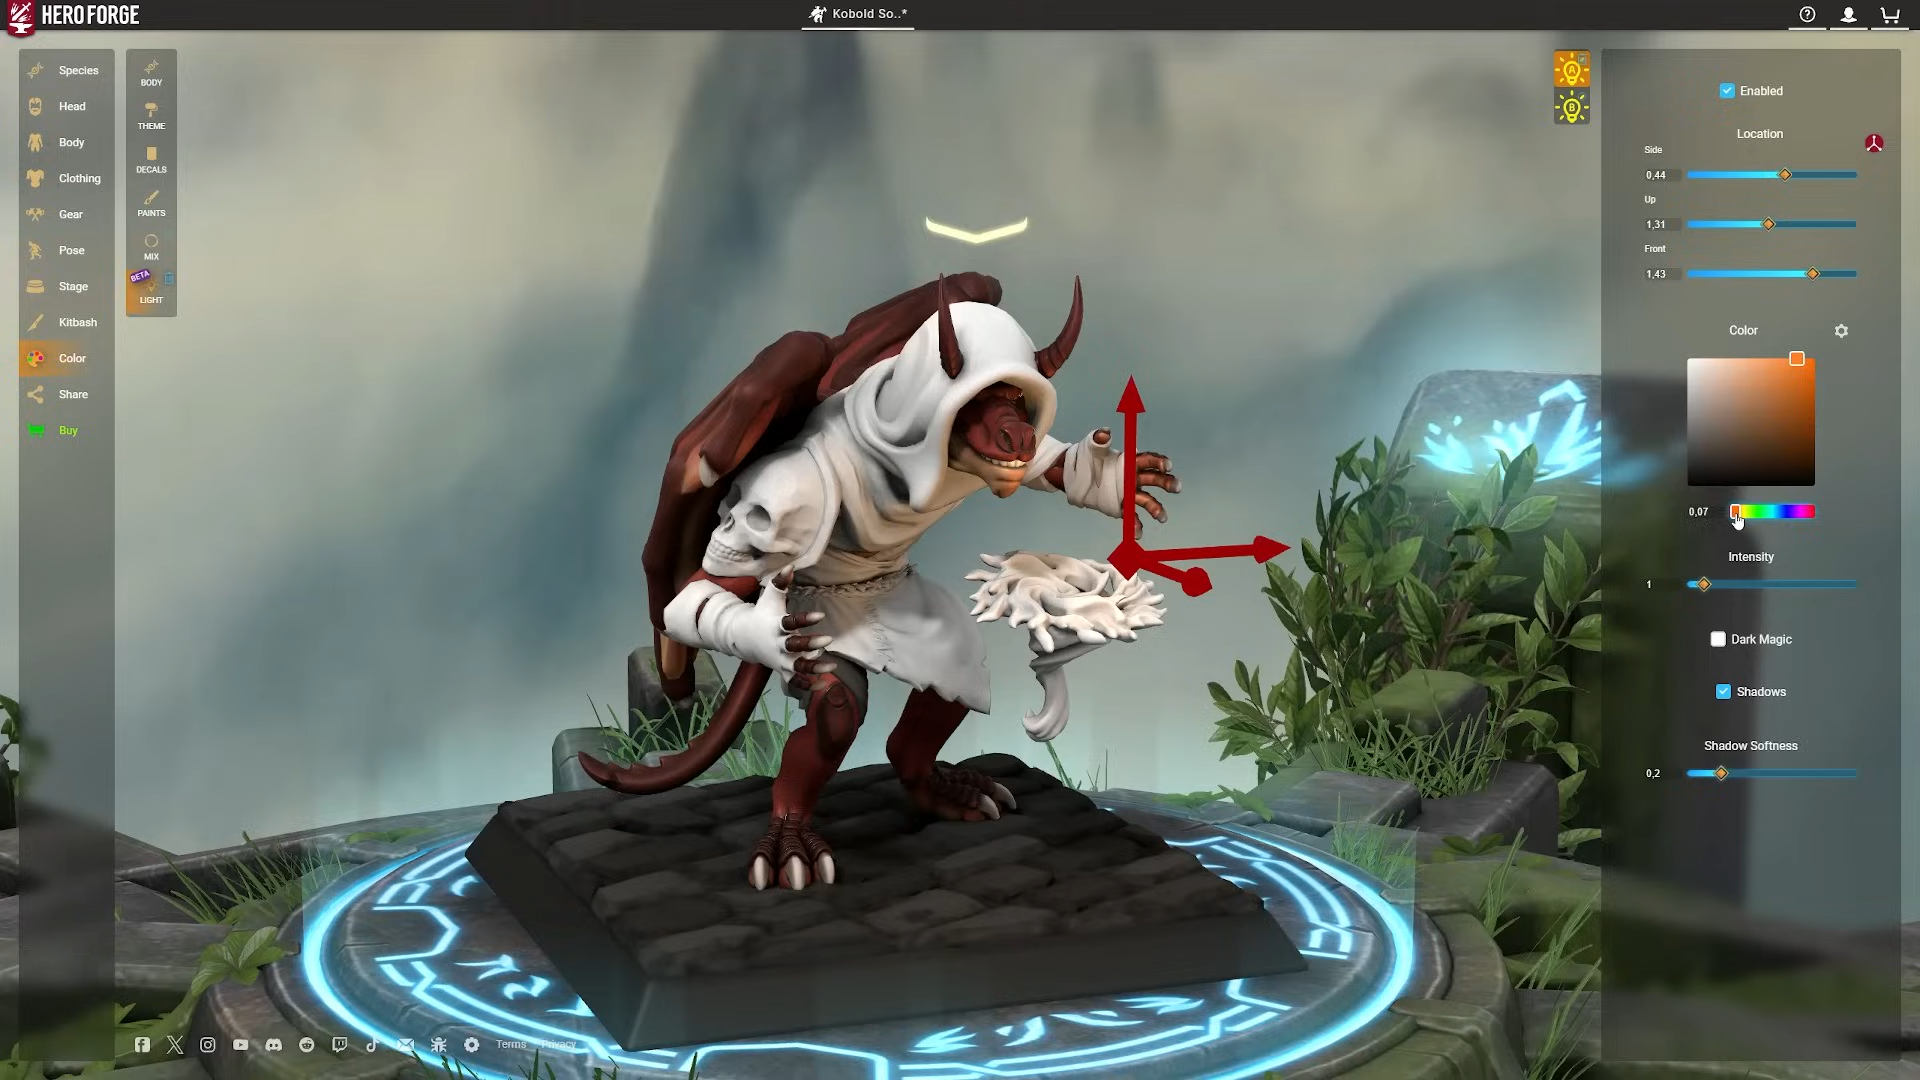 HERO FORGE
Kobold So..*
Species
Head
Body
Clothing
Gear
Pose
Stage
Kitbash
Color
Share
Buy
BODY
THEME
DECALS
PAINTS
MIX
BETA
LIGHT
A
B
Enabled
Location
Side
0,44
Up
1,31
Front
1,43
Color
0,07
Intensity
1
Dark Magic
Shadows
Shadow Softness
0,2
Terms Privacy